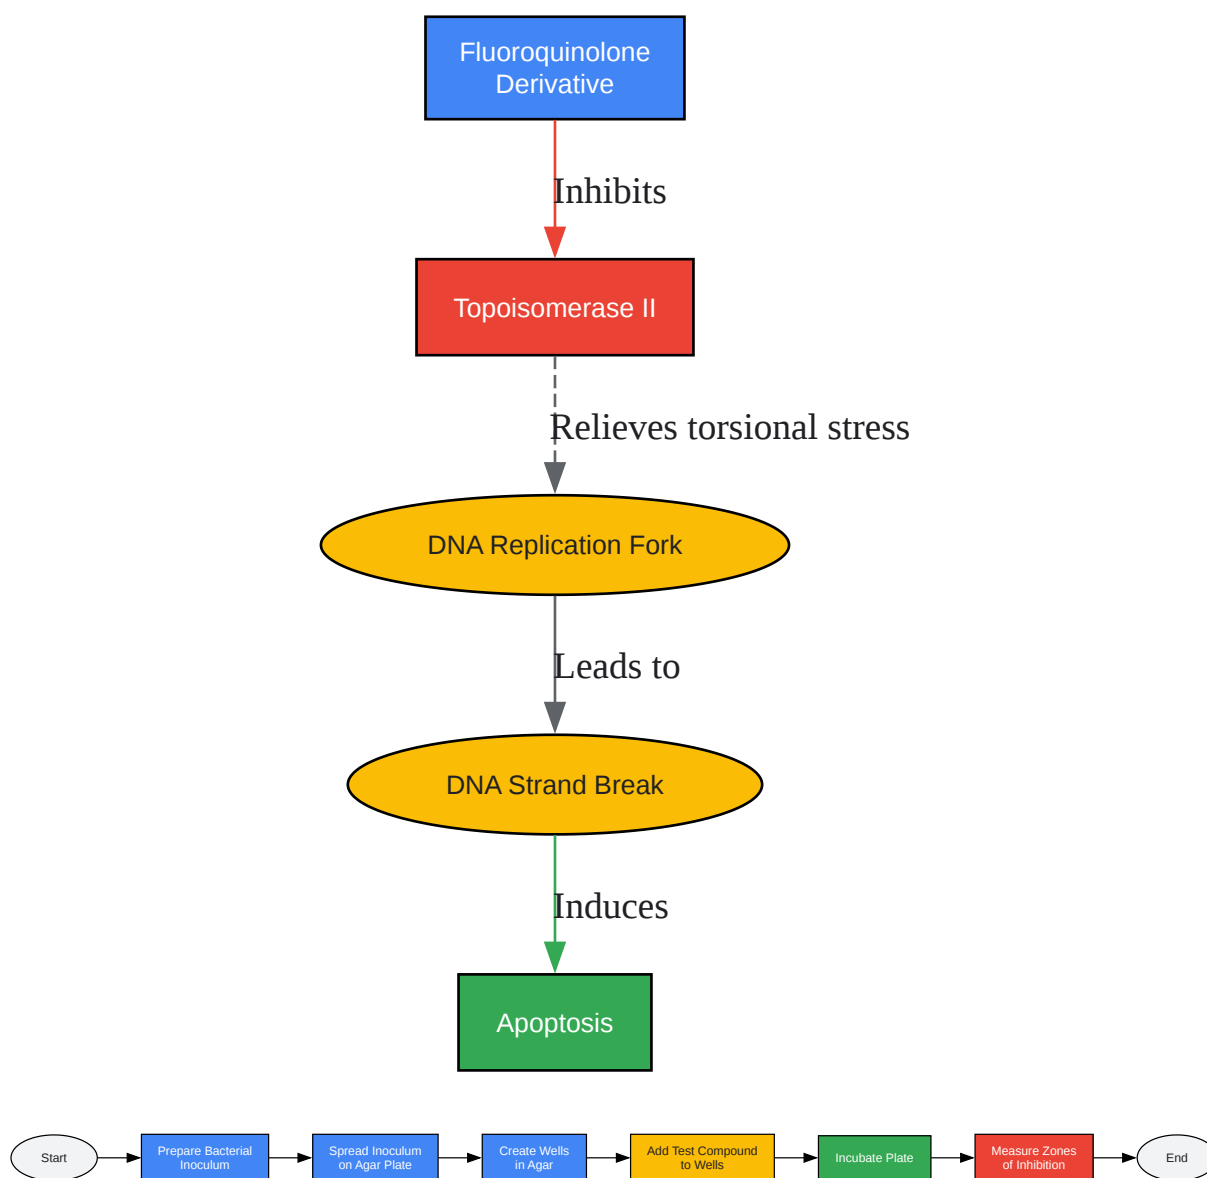 Fluoroquinolone
Derivative
Inhibits
Topoisomerase II
Relieves torsional stress
DNA Replication Fork
Leads to
DNA Strand Break
Induces
Apoptosis
Start
Prepare Bacterial
Inoculum
Spread Inoculum
on Agar Plate
Create Wells
in Agar
Add Test Compound
to Wells
Incubate Plate
Measure Zones
of Inhibition
End